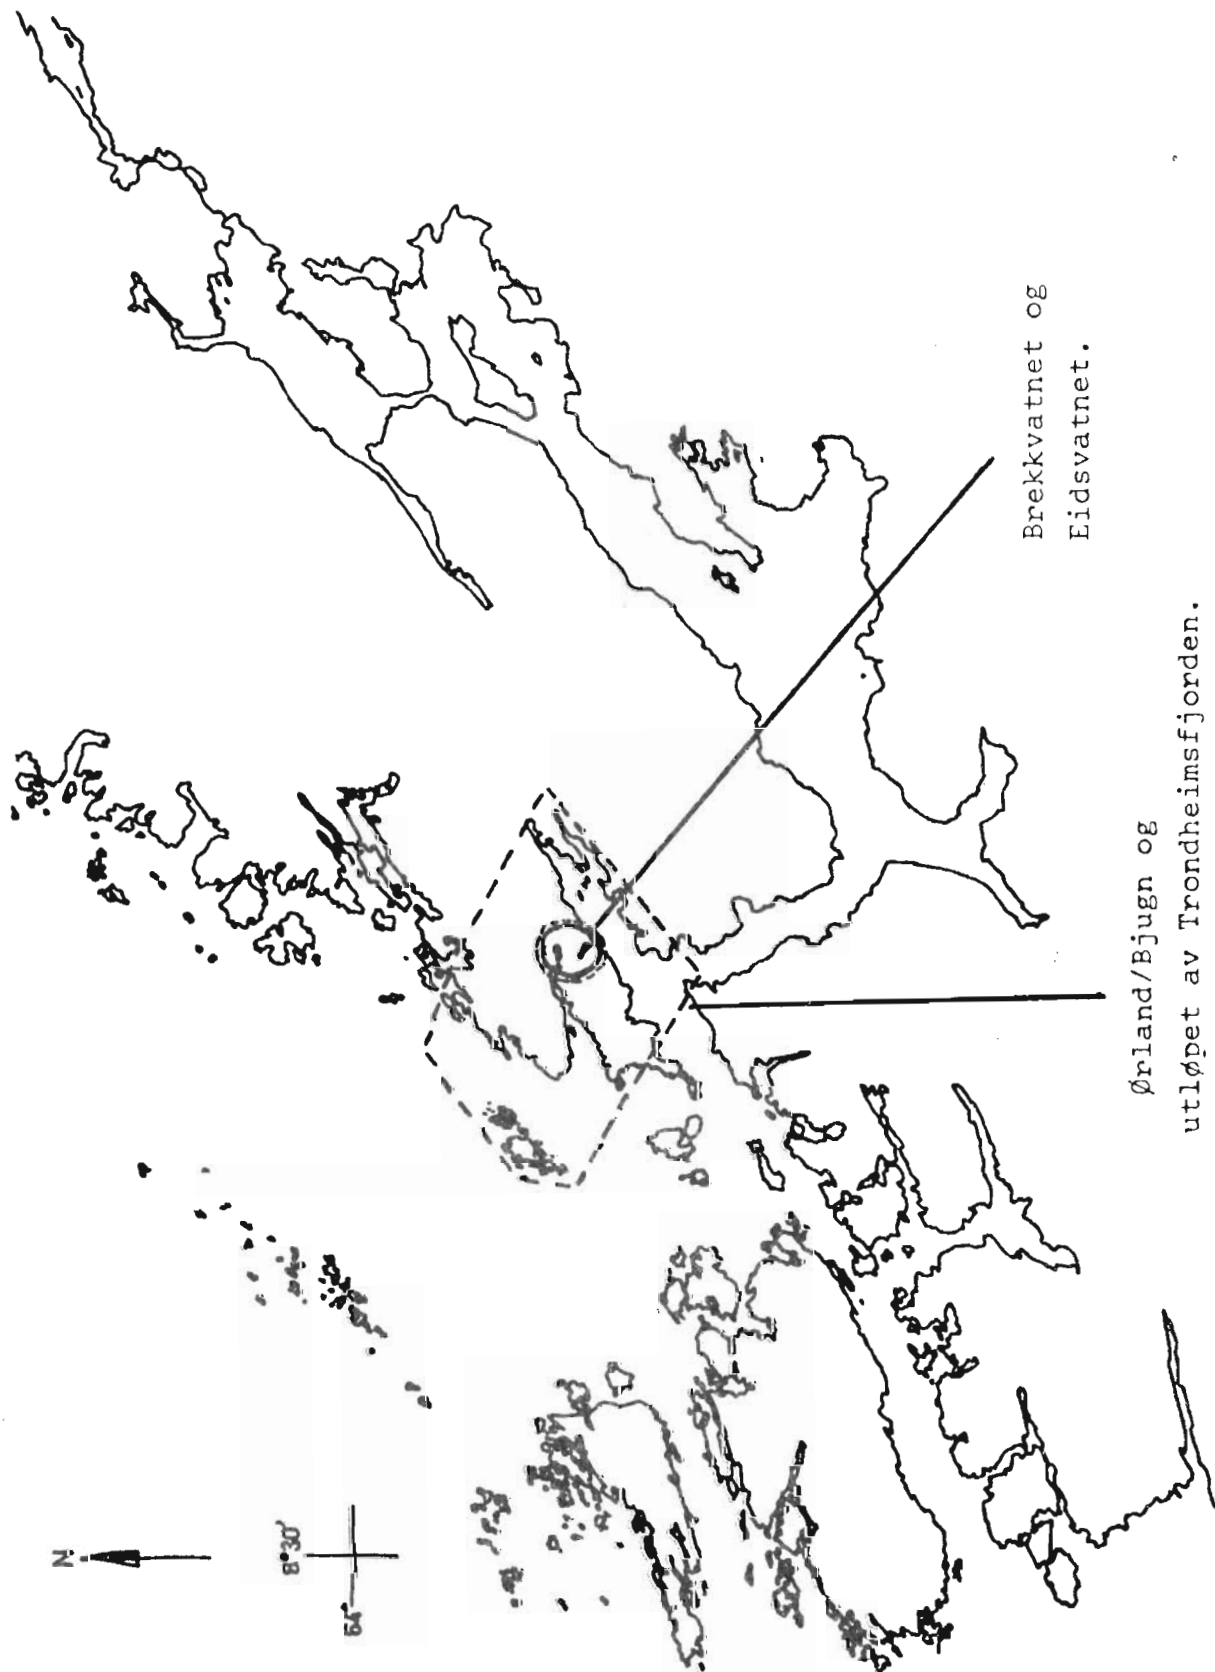 N
8°30'
64°
Brekkvatnet og
Eidsvatnet.
Ørland/Bjugn og
utløpet av Trondheimsfjorden.